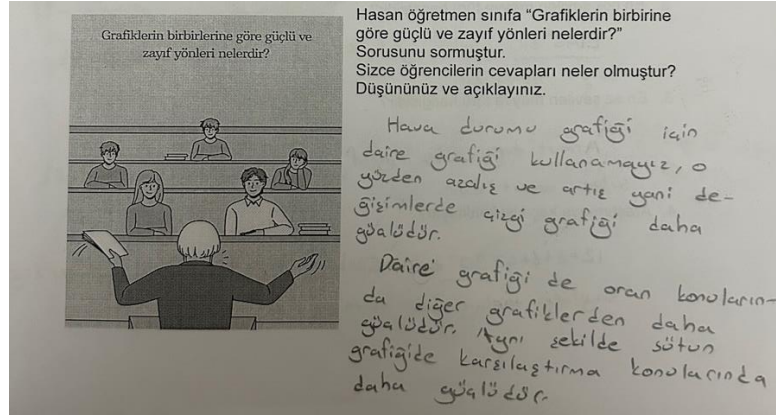 Grafiklerin birbirlerine göre güçlü ve
zayıf yönleri nelerdir?
Hasan öğretmen sınıfa “Grafiklerin birbirine
göre güçlü ve zayıf yönleri nelerdir?”
Sorusunu sormuştur.
Sizce öğrencilerin cevapları neler olmuştur?
Düşününüz ve açıklayınız.
Hava durumu grafiği için
daire grafiği kullanamayız, o
yüzden azalış ve artış yani de-
ğişimlerde çizgi grafiği daha
güçlüdür.
Daire grafiği de oran konuların-
da diğer grafiklerden daha
güçlüdür. Aynı şekilde sütun
grafiğide karşılaştırma konularında
daha güçlüdür.